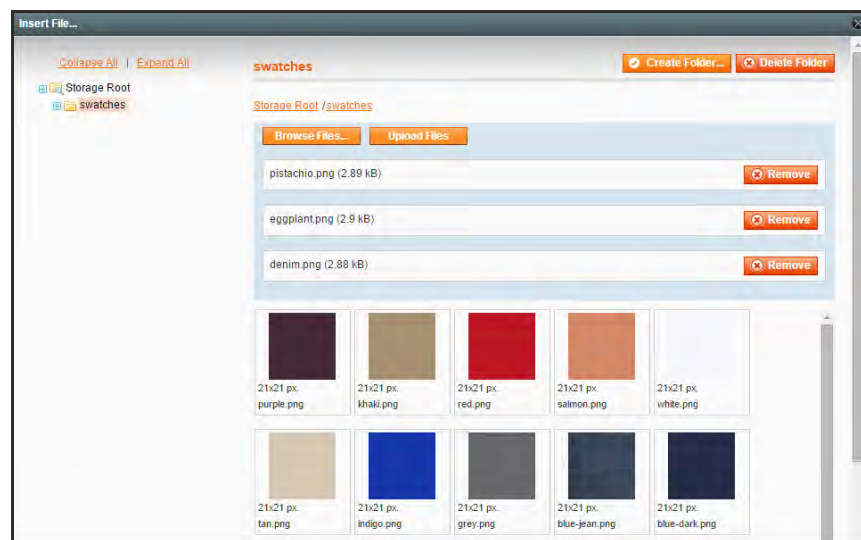 Insert File...
Collapse All | Expand All
swatches
Create Folder...
Delete Folder
Storage Root
swatches
Storage Root / swatches
Browse Files...
Upload Files
pistachio.png (2.89 kB)
Remove
eggplant.png (2.9 kB)
Remove
denim.png (2.88 kB)
Remove
21x21 px.
21x21 px.
21x21 px.
21x21 px.
21x21 px.
purple.png
khaki.png
red.png
salmon.png
white.png
21x21 px.
21x21 px.
21x21 px.
21x21 px.
21x21 px.
tan.png
indigo.png
grey.png
blue-jean.png
blue-dark.png